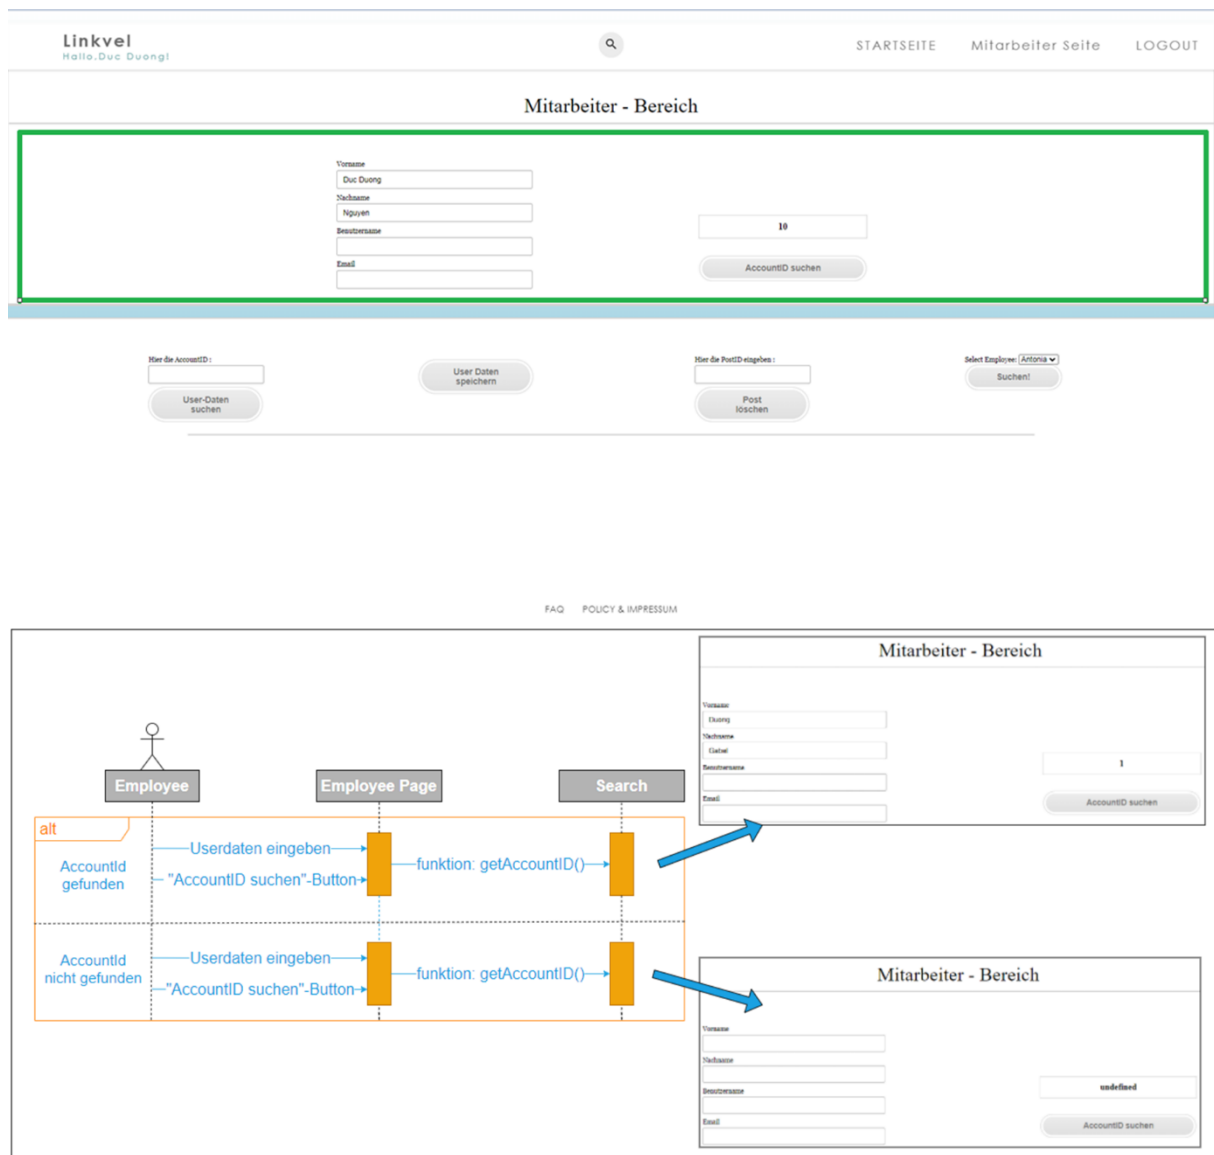 Linkvel
Hallo,Duc Duong!
STARTSEITE
Mitarbeiter Seite
LOGOUT
Mitarbeiter - Bereich
Vorname
Duc Duong
Nachname
Nguyen
Benutzername
Email
10
AccountID suchen
Hier die AccountID :
User-Daten
suchen
User Daten
speichern
Hier die PostID eingeben :
Post
löschen
Select Employee: Antonia
Suchen!
FAQ
POLICY & IMPRESSUM
Employee
Employee Page
Search
alt
AccountId
gefunden
Userdaten eingeben
"AccountID suchen"-Button
funktion: getAccountID()
AccountId
nicht gefunden
Userdaten eingeben
"AccountID suchen"-Button
funktion: getAccountID()
Mitarbeiter - Bereich
Vorname
Duong
Nachname
Gabel
Benutzername
Email
1
AccountID suchen
Mitarbeiter - Bereich
Vorname
Nachname
Benutzername
Email
undefined
AccountID suchen